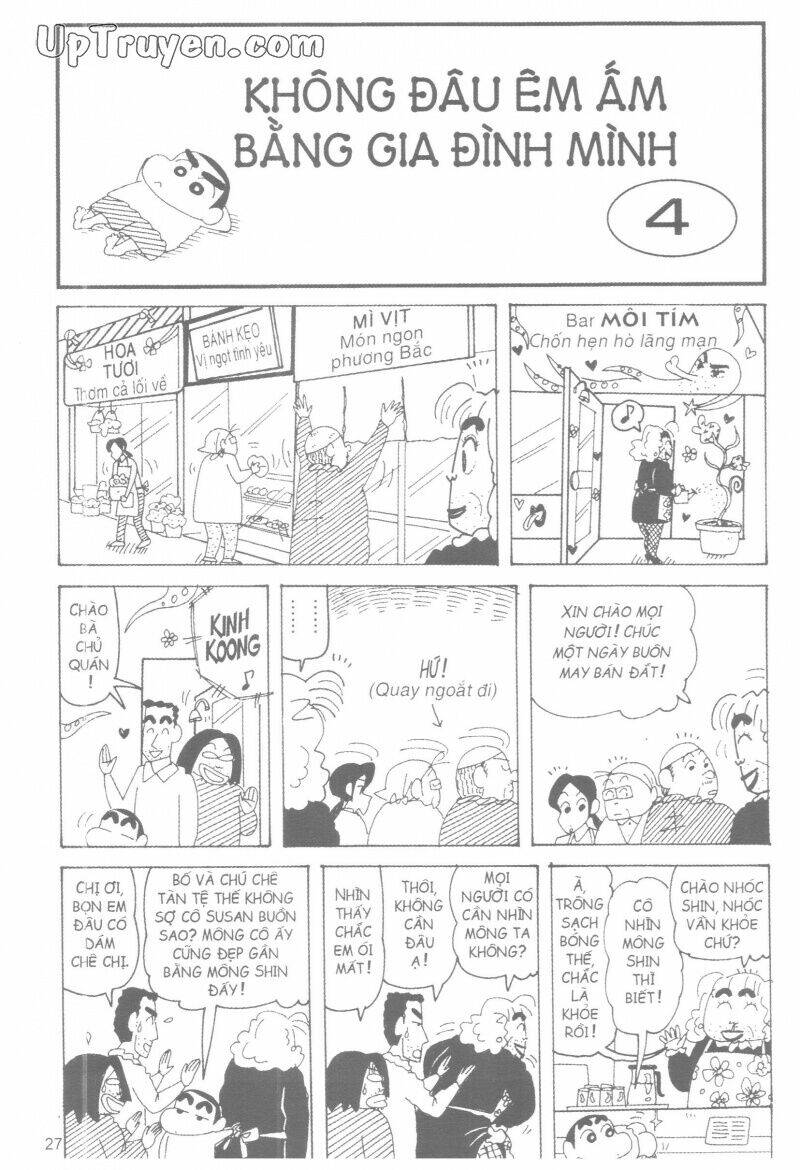 UpTruyen.com
KHÔNG ĐÂU ÊM ẤM
BẰNG GIA ĐÌNH MÌNH
4
Bar MÔI TÍM
Chốn hẹn hò lãng mạn
MÌ VỊT
Món ngon
phương Bắc
BÁNH KẸO
Vị ngọt tình yêu
HOA
TƯƠI
Thơm cả lối về
XIN CHÀO MỌI
NGƯỜI! CHÚC
MỘT NGÀY BUÔN
MAY BÁN ĐẮT!
HỨ!
(Quay ngoắt đi)
KINH
KOONG
CHÀO
BÀ
CHỦ
QUÁN
!
CHÀO NHÓC
SHIN, NHÓC
VẪN KHỎE
CHỨ?
CÔ
NHÌN
MÔNG
SHIN
THÌ
BIẾT!
À,
TRÔNG
SẠCH
BÓNG
THẾ,
CHẮC
LÀ
KHỎE
RỒI!
MỌI
NGƯỜI CÓ
CẦN NHÌN
MÔNG TA
KHÔNG?
THÔI,
KHÔNG
CẦN
ĐÂU
Ạ!
NHÌN
THẤY
CHẮC
EM ÓI
MẤT!
BỐ VÀ CHÚ CHÊ
TÀN TỆ THẾ KHÔNG
SỢ CÔ SUSAN BUỒN
SAO? MÔNG CÔ ẤY
CŨNG ĐẸP GẦN
BẰNG MÔNG SHIN
ĐẤY!
CHỊ ƠI,
BỌN EM
ĐÂU CÓ
DÁM
CHÊ CHỊ.
27